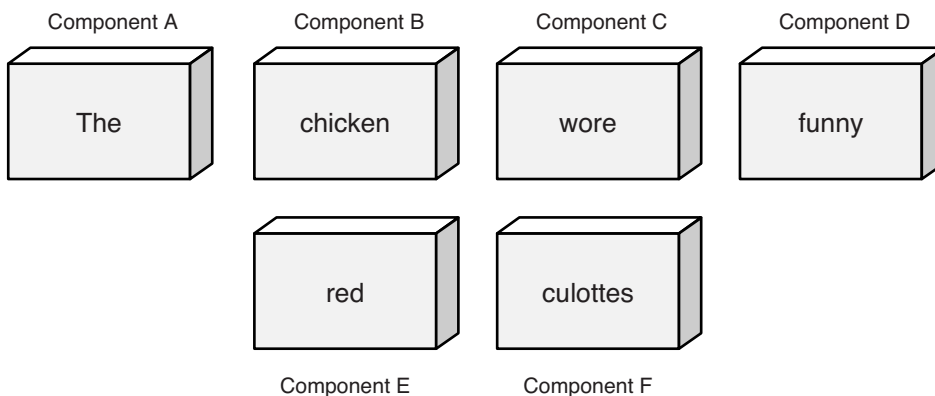 Component A Component B Component C Component D
The chicken wore funny
red culottes
Component E Component F